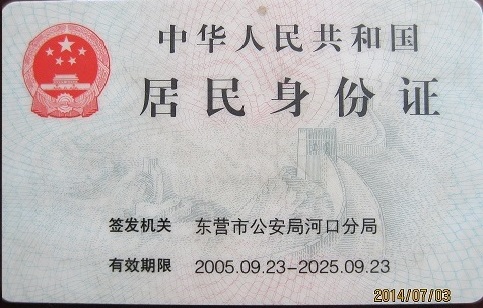 中华人民共和国
居民身份证
签发机关 东营市公安局河口分局
有效期限 2005.09.23-2025.09.23
2014/07/03